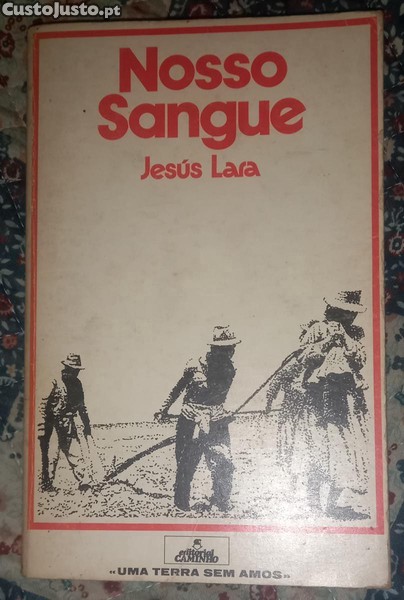 CustoJusto.pt
Nosso
Sangue
Jesús Lara
editorial
CAMINHO
«UMA TERRA SEM AMOS»